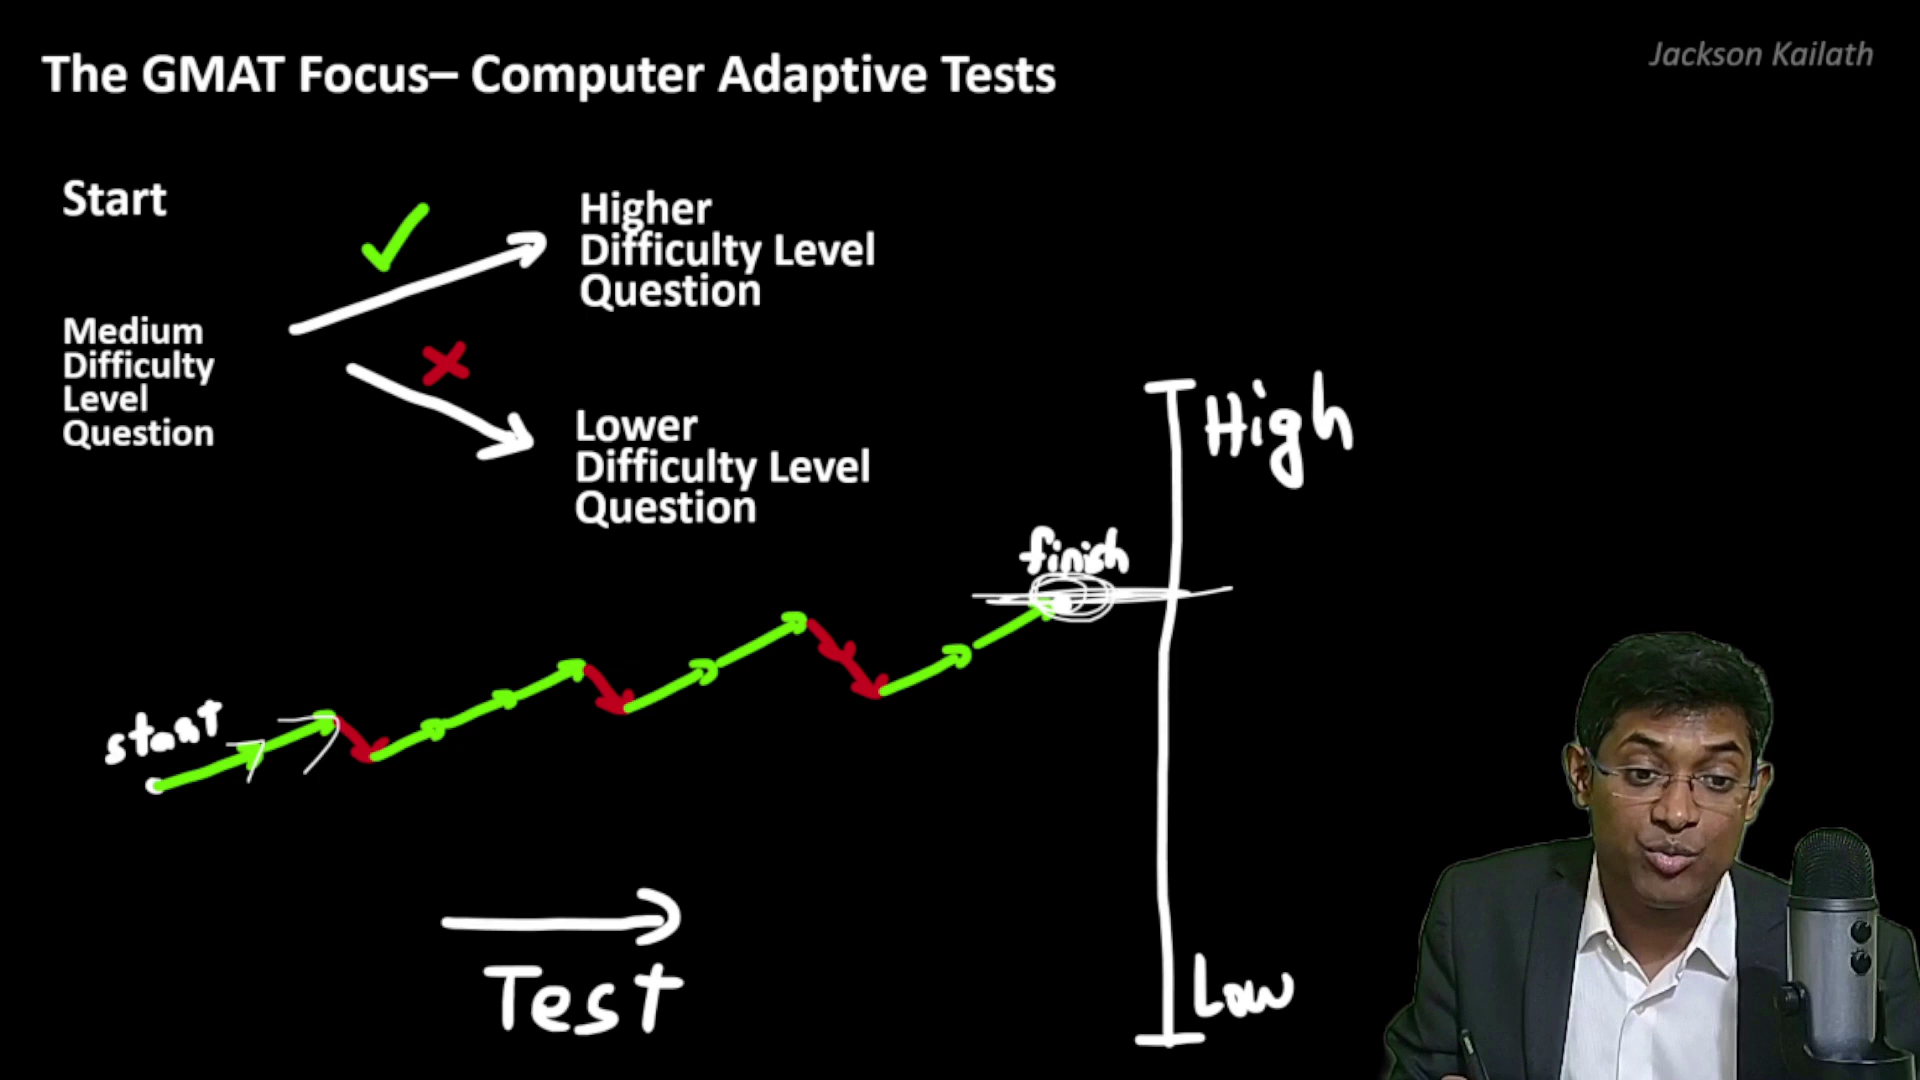 The GMAT Focus– Computer Adaptive Tests
Jackson Kailath
Start
Higher
Difficulty Level
Question
Medium
Difficulty
Level
Question
Lower
Difficulty Level
Question
High
finish
start
Test
Low